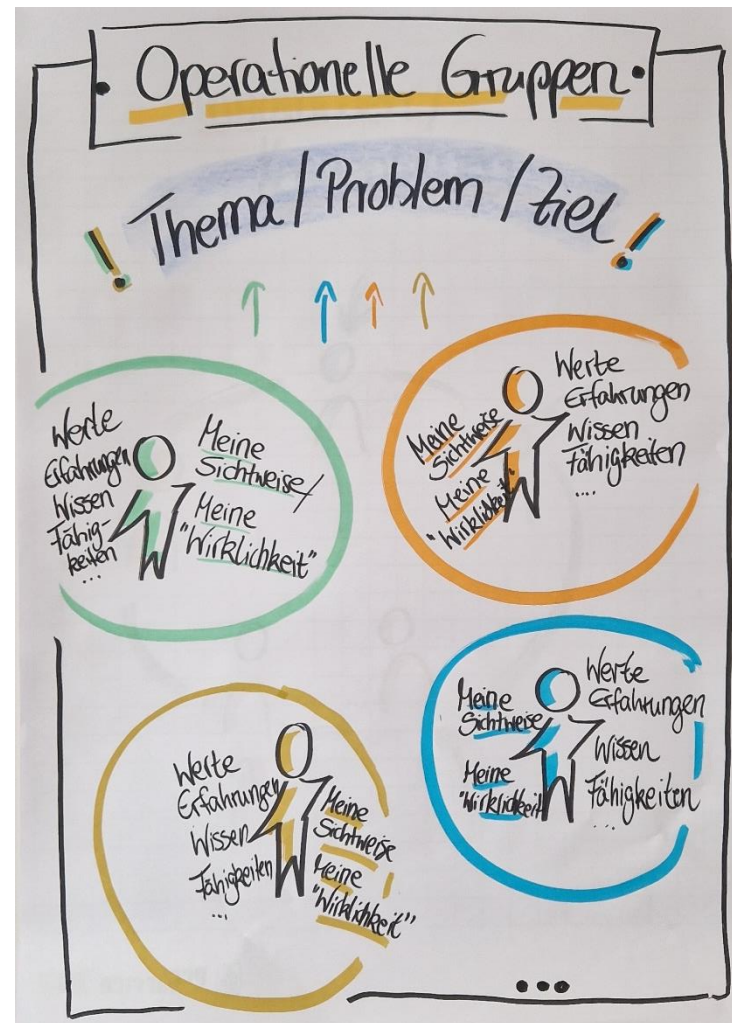 Operationelle Gruppen
Thema / Problem / Ziel
Werte
Erfahrungen
Wissen
Fähig-
keiten
...
Meine
Sichtweise/
Meine
"Wirklichkeit"
Meine
Sichtweise
Meine
"Wirklichkeit"
Werte
Erfahrungen
Wissen
Fähigkeiten
....
Werte
Erfahrungen
Wissen
Fähigkeiten
...
Meine
Sichtweise
Meine
"Wirklichkeit"
Meine
Sichtweise
Meine
"Wirklichkeit
Werte
Erfahrungen
Wissen
Fähigkeiten
...